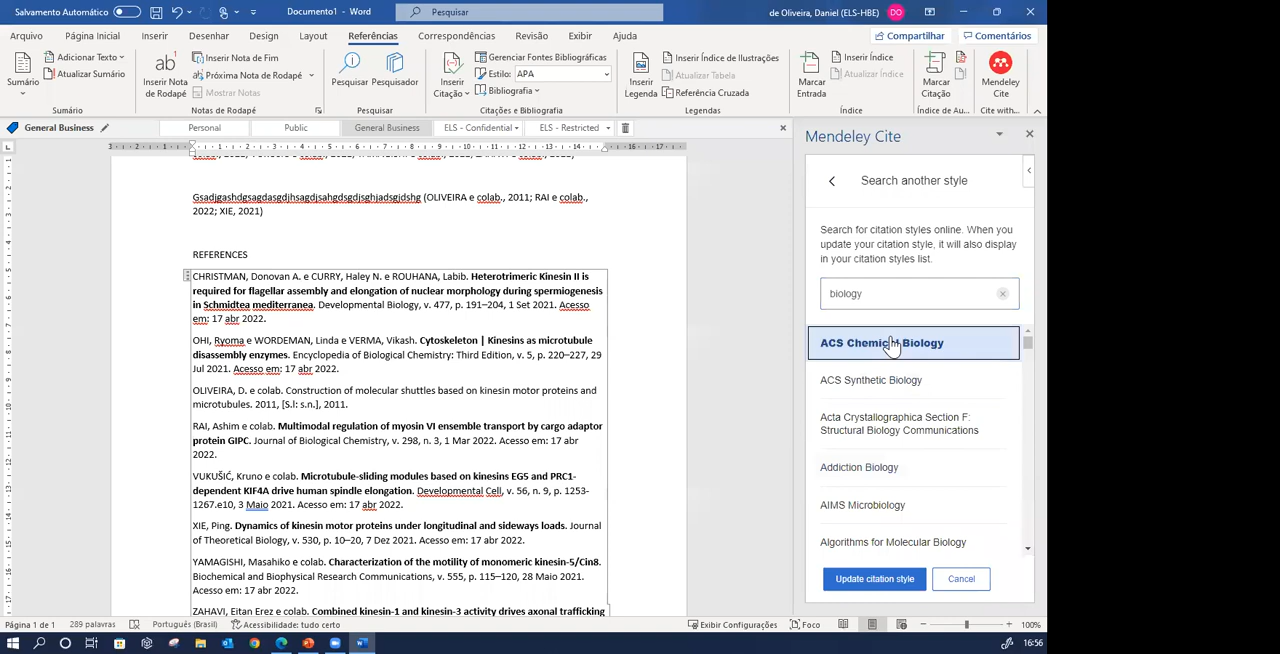 Salvamento Automático
Documento1 - Word
Pesquisar
de Oliveira, Daniel (ELS-HBE)
DO
Arquivo
Página Inicial
Inserir
Desenhar
Design
Layout
Referências
Correspondências
Revisão
Exibir
Ajuda
Compartilhar
Comentários
Sumário
Adicionar Texto
Atualizar Sumário
Sumário
ab
Inserir Nota
de Rodapé
Inserir Nota de Fim
Próxima Nota de Rodapé
Mostrar Notas
Notas de Rodapé
Pesquisar
Pesquisador
Pesquisar
Inserir
Citação
Gerenciar Fontes Bibliográficas
Estilo: APA
Bibliografia
Citações e Bibliografia
Inserir
Legenda
Inserir Índice de Ilustrações
Atualizar Tabela
Referência Cruzada
Legendas
Marcar
Entrada
Inserir Índice
Atualizar Índice
Índice
Marcar
Citação
Índice de Au...
Mendeley
Cite
Cite with...
General Business
Personal
Public
General Business
ELS - Confidential
ELS - Restricted
Gsadjgashdgsagdasgdjhsagdjsahgdsgdjsghjadsgjdshg (OLIVEIRA e colab., 2011; RAI e colab.,
2022; XIE, 2021)
REFERENCES
CHRISTMAN, Donovan A. e CURRY, Haley N. e ROUHANA, Labib. Heterotrimeric Kinesin II is
required for flagellar assembly and elongation of nuclear morphology during spermiogenesis
in Schmidtea mediterranea. Developmental Biology, v. 477, p. 191–204, 1 Set 2021. Acesso
em: 17 abr 2022.
OHI, Ryoma e WORDEMAN, Linda e VERMA, Vikash. Cytoskeleton | Kinesins as microtubule
disassembly enzymes. Encyclopedia of Biological Chemistry: Third Edition, v. 5, p. 220–227, 29
Jul 2021. Acesso em: 17 abr 2022.
OLIVEIRA, D. e colab. Construction of molecular shuttles based on kinesin motor proteins and
microtubules. 2011, [S.l: s.n.], 2011.
RAI, Ashim e colab. Multimodal regulation of myosin VI ensemble transport by cargo adaptor
protein GIPC. Journal of Biological Chemistry, v. 298, n. 3, 1 Mar 2022. Acesso em: 17 abr
2022.
VUKUŠIĆ, Kruno e colab. Microtubule-sliding modules based on kinesins EG5 and PRC1-
dependent KIF4A drive human spindle elongation. Developmental Cell, v. 56, n. 9, p. 1253-
1267.e10, 3 Maio 2021. Acesso em: 17 abr 2022.
XIE, Ping. Dynamics of kinesin motor proteins under longitudinal and sideways loads. Journal
of Theoretical Biology, v. 530, p. 10–20, 7 Dez 2021. Acesso em: 17 abr 2022.
YAMAGISHI, Masahiko e colab. Characterization of the motility of monomeric kinesin-5/Cin8.
Biochemical and Biophysical Research Communications, v. 555, p. 115–120, 28 Maio 2021.
Acesso em: 17 abr 2022.
ZAHAVI, Eitan Erez e colab. Combined kinesin-1 and kinesin-3 activity drives axonal trafficking
Mendeley Cite
Search another style
Search for citation styles online. When you
update your citation style, it will also display
in your citation styles list.
biology
ACS Chemical Biology
ACS Synthetic Biology
Acta Crystallographica Section F:
Structural Biology Communications
Addiction Biology
AIMS Microbiology
Algorithms for Molecular Biology
Update citation style
Cancel
Página 1 de 1
289 palavras
Português (Brasil)
Acessibilidade: tudo certo
Exibir Configurações
Foco
100%
16:56